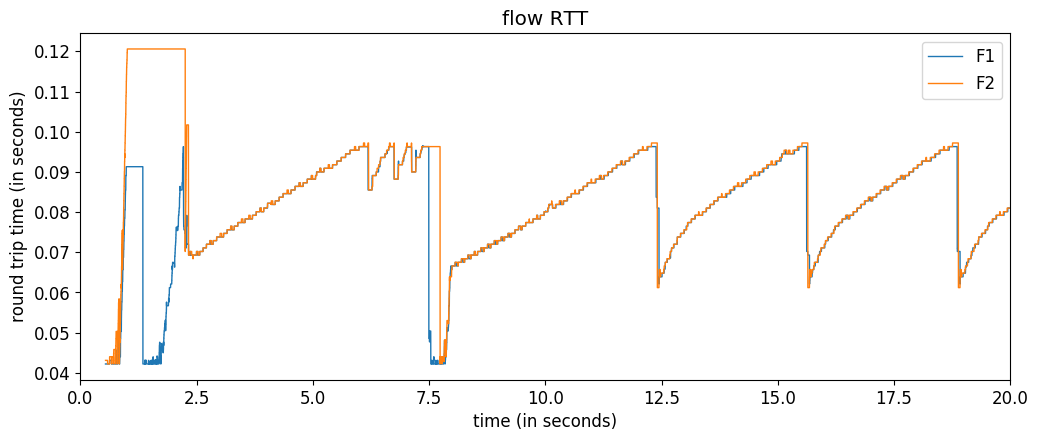 flow RTT
round trip time (in seconds)
0.12
0.11
0.10
0.09
0.08
0.07
0.06
0.05
0.04
F1
F2
0.0 2.5 5.0 7.5 10.0 12.5 15.0 17.5 20.0
time (in seconds)